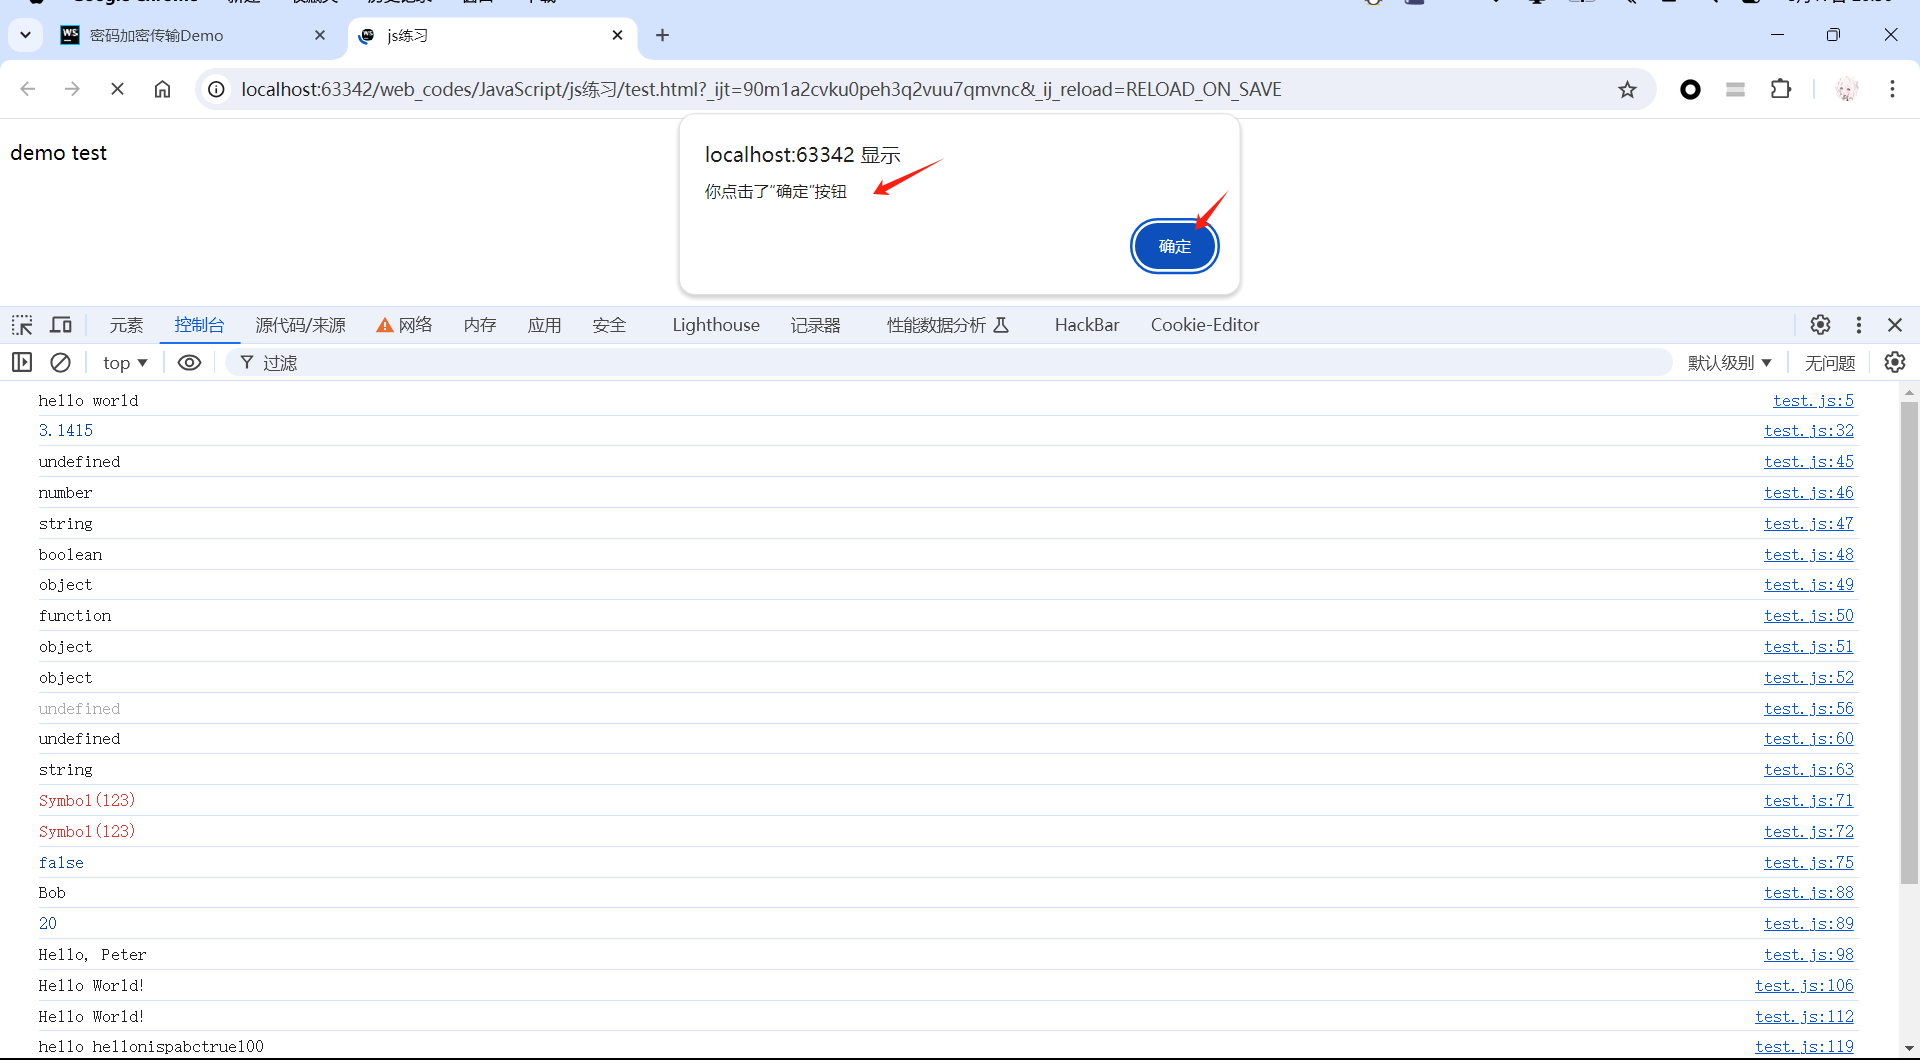 密码加密传输Demo
js练习
localhost:63342/web_codes/JavaScript/js练习/test.html?_ijt=90m1a2cvku0peh3q2vuu7qmvnc&_ij_reload=RELOAD_ON_SAVE
demo test
localhost:63342 显示
你点击了“确定”按钮
确定
元素 控制台 源代码/来源 网络 内存 应用 安全 Lighthouse 记录器 性能数据分析 HackBar Cookie-Editor
top 过滤 默认级别 无问题
hello world test.js:5
3.1415 test.js:32
undefined test.js:45
number test.js:46
string test.js:47
boolean test.js:48
object test.js:49
function test.js:50
object test.js:51
object test.js:52
undefined test.js:56
undefined test.js:60
string test.js:63
Symbol(123) test.js:71
Symbol(123) test.js:72
false test.js:75
Bob test.js:88
20 test.js:89
Hello, Peter test.js:98
Hello World! test.js:106
Hello World! test.js:112
hello hellonispabctrue100 test.js:119